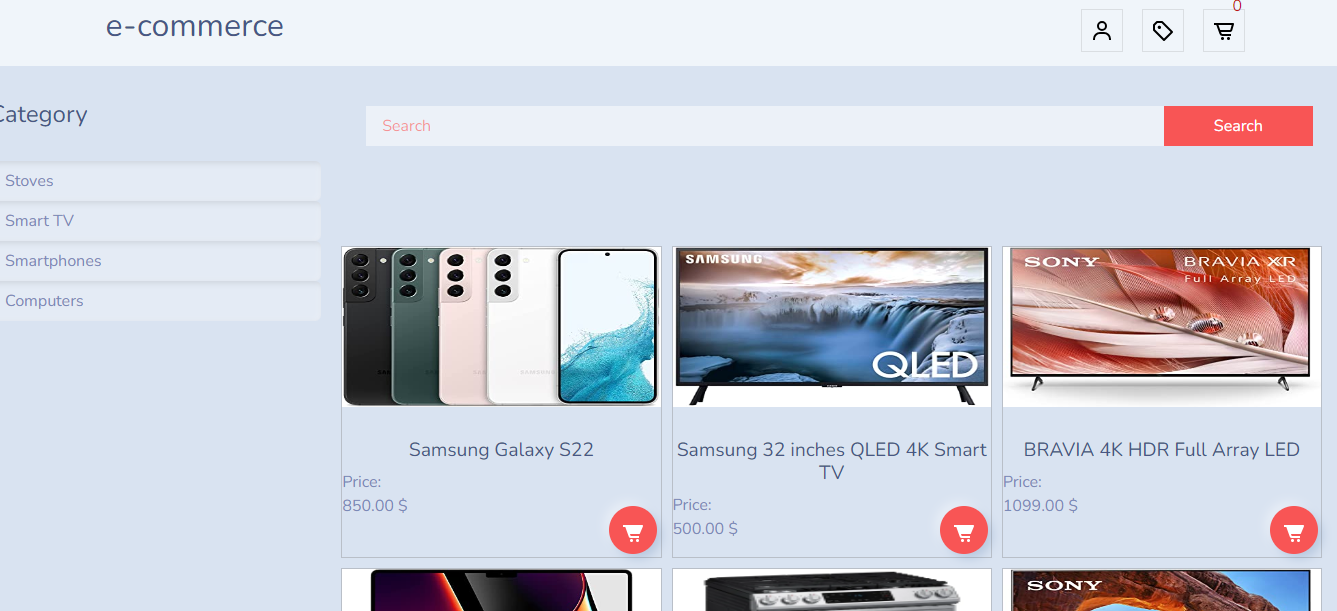 e-commerce
0
Category
Search
Search
Stoves
Smart TV
Smartphones
Computers
SAMSUNG
QLED
SONY
BRAVIA XR
Full Array LED
Samsung Galaxy S22
Price:
850.00 $
Samsung 32 inches QLED 4K Smart
TV
Price:
500.00 $
BRAVIA 4K HDR Full Array LED
Price:
1099.00 $
SONY